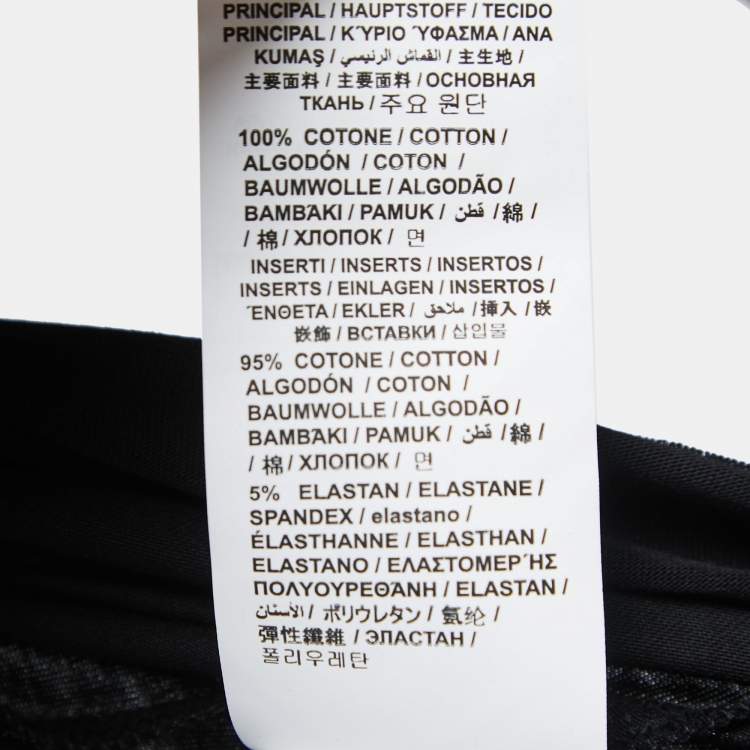 PRINCIPAL / HAUPTSTOFF / TECIDO
PRINCIPAL / ΚΎΡΙΟ ΎΦΑΣΜΑ / ANA
KUMAŞ / القماش الرئيسي / 主生地 /
主要面料 / 主要面料 / ОСНОВНАЯ
ТКАНЬ / 주요 원단
100% COTONE / COTTON /
ALGODÓN / COTON /
BAUMWOLLE / ALGODÃO /
ΒΑΜΒΆΚΙ / PAMUK / قطن / 綿 /
/ 棉 / ХЛОПОК / 면
INSERTI / INSERTS / INSERTOS /
INSERTS / EINLAGEN / INSERTOS /
ΈΝΘΕΤΑ / EKLER / ملاحق / 挿入 / 嵌
嵌飾 / ВСТАВКИ / 삽입물
95% COTONE / COTTON /
ALGODÓN / COTON /
BAUMWOLLE / ALGODÃO /
ΒΑΜΒΆΚΙ / PAMUK / قطن / 綿 /
/ 棉 / ХЛОПОК / 면
5% ELASTAN / ELASTANE /
SPANDEX / elastano /
ÉLASTHANNE / ELASTHAN /
ELASTANO / ΕΛΑΣΤΟΜΕΡΉΣ
ΠΟΛΥΟΥΡΕΘΆΝΗ / ELASTAN /
الأسنان / ポリウレタン / 氨纶 /
彈性纖維 / ЭЛАСТАН /
폴리우레탄